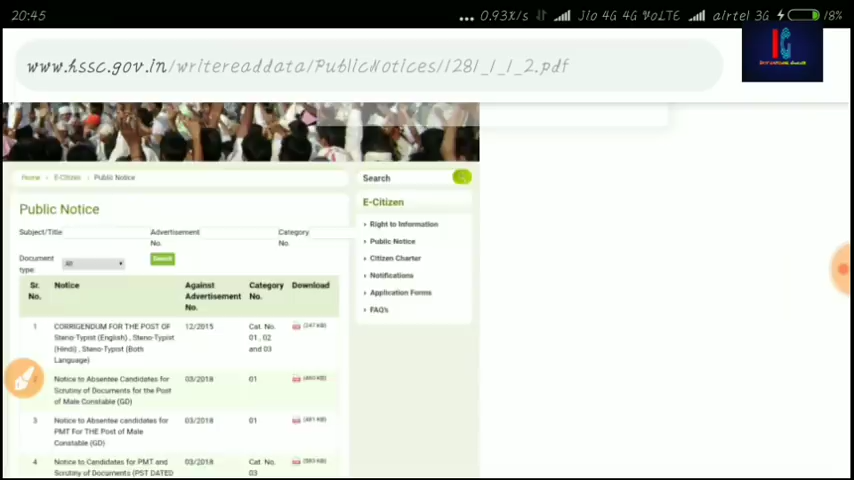 20:45 ... 0.93K/s Jio 4G 4G VoLTE airtel 3G 18%
www.hssc.gov.in/writereaddata/PublicNotices/1281_1_1_2.pdf
IG
Home › E-Citizen › Public Notice
Search
Public Notice
E-Citizen
Subject/Title Advertisement No. Category No.
Document type: All Search
Right to Information
Public Notice
Citizen Charter
Notifications
Application Forms
FAQ's
Sr. No. Notice Against Advertisement No. Category No. Download
1 CORRIGENDUM FOR THE POST OF 12/2015 Cat. No. (247 KB)
Steno-Typist (English) , Steno-Typist 01 , 02
(Hindi) , Steno-Typist (Both and 03
Language)
2 Notice to Absentee Candidates for 03/2018 01
Scrutiny of Documents for the Post
of Male Constable (GD)
3 Notice to Absentee candidates for 03/2018 01
PMT For THE Post of Male
Constable (GD)
4 Notice to Candidates for PMT and 03/2018 Cat. No.
Scrutiny of Documents (PST DATED 03